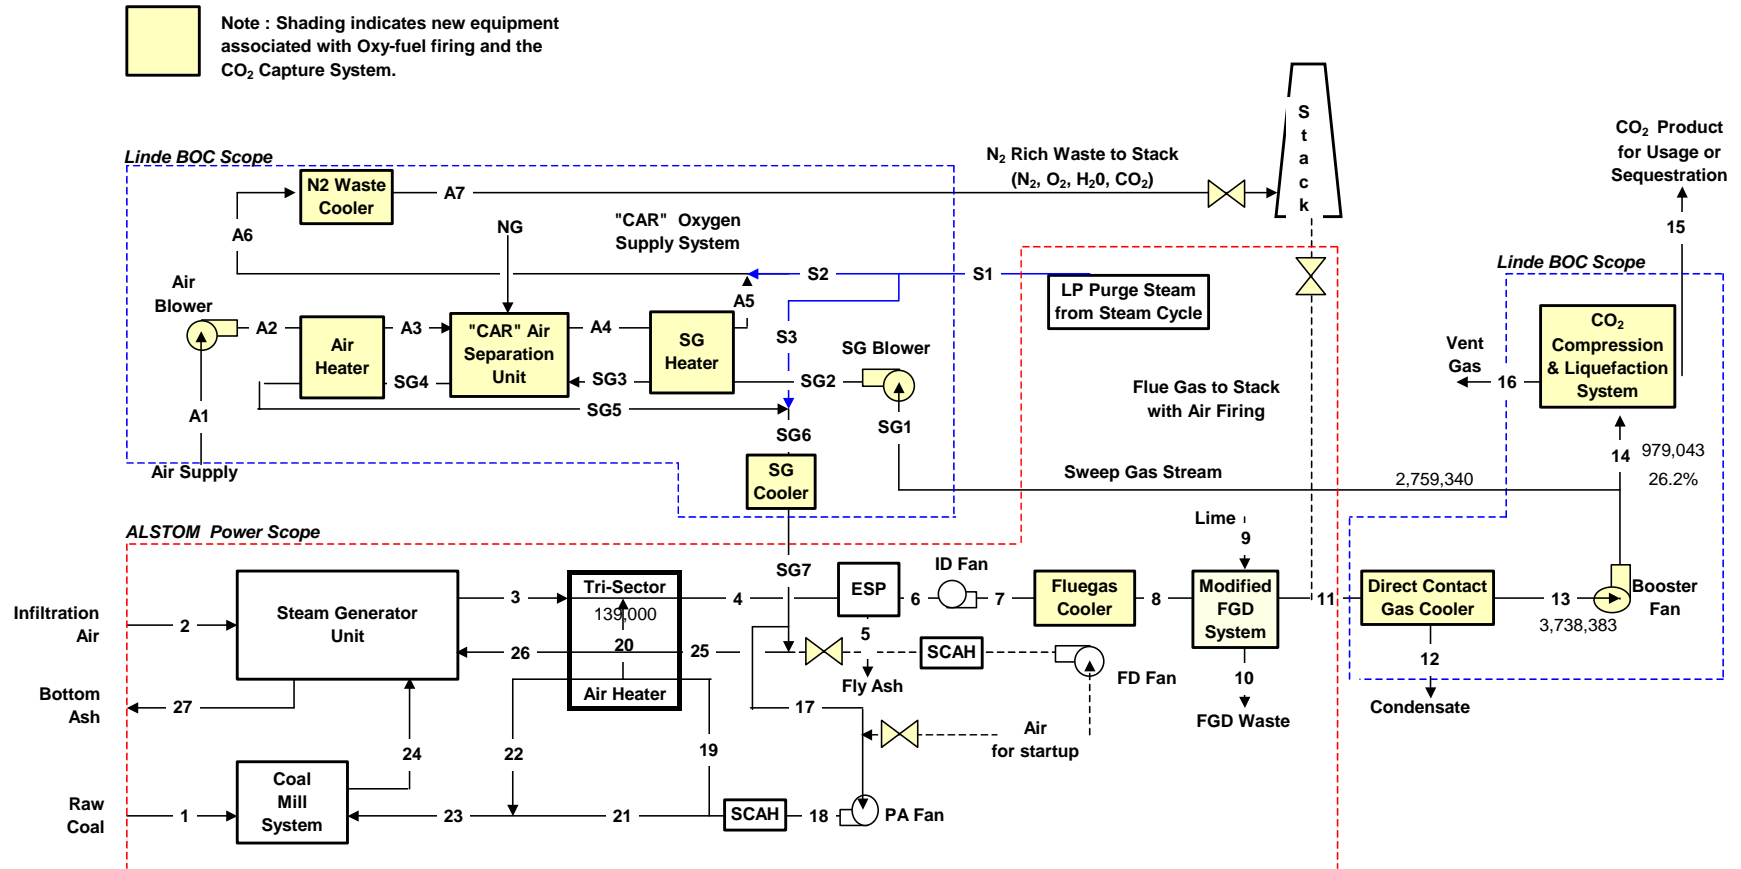 Note : Shading indicates new equipment
associated with Oxy-fuel firing and the
CO₂ Capture System.
S
t
a
c
k
CO₂ Product
for Usage or
Sequestration
Linde BOC Scope
N2 Waste
Cooler
A7
N₂ Rich Waste to Stack
(N₂, O₂, H₂0, CO₂)
15
A6
NG
"CAR" Oxygen
Supply System
Linde BOC Scope
S2
S1
Air
Blower
A5
LP Purge Steam
from Steam Cycle
A2
Air
Heater
A3
"CAR" Air
Separation
Unit
A4
SG
Heater
S3
SG Blower
CO₂
Compression
& Liquefaction
System
Vent
Gas
16
SG4
SG3
SG2
Flue Gas to Stack
with Air Firing
A1
SG5
SG6
SG1
14
979,043
26.2%
Air Supply
SG
Cooler
Sweep Gas Stream
2,759,340
ALSTOM Power Scope
Lime
9
SG7
ID Fan
Steam Generator
Unit
3
Tri-Sector
139,000
20
Air Heater
4
ESP
6
7
Fluegas
Cooler
8
Modified
FGD
System
11
Direct Contact
Gas Cooler
13
3,738,383
Booster
Fan
Infiltration
Air
2
26
25
5
SCAH
12
Fly Ash
FD Fan
10
Bottom
Ash
27
17
FGD Waste
Condensate
24
22
19
Air
for startup
Raw
Coal
1
Coal
Mill
System
23
21
SCAH
18
PA Fan